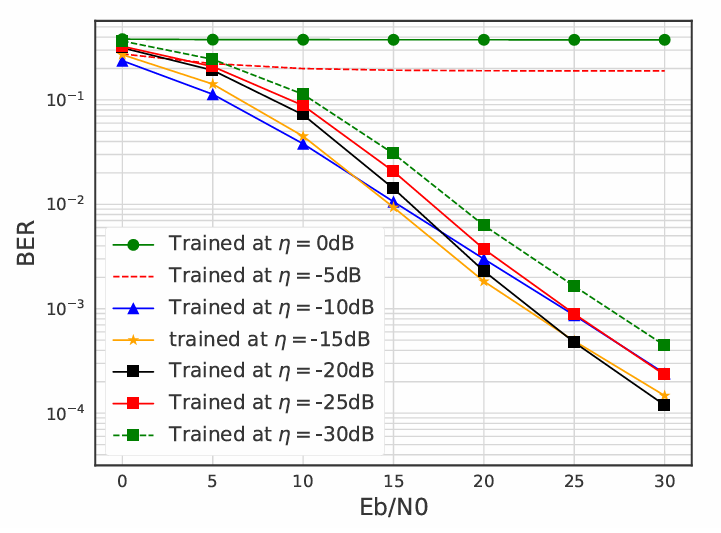 10⁻¹
10⁻²
10⁻³
10⁻⁴
BER
Trained at η = 0dB
Trained at η = -5dB
Trained at η = -10dB
trained at η = -15dB
Trained at η = -20dB
Trained at η = -25dB
Trained at η = -30dB
0 5 10 15 20 25 30
Eb/N0